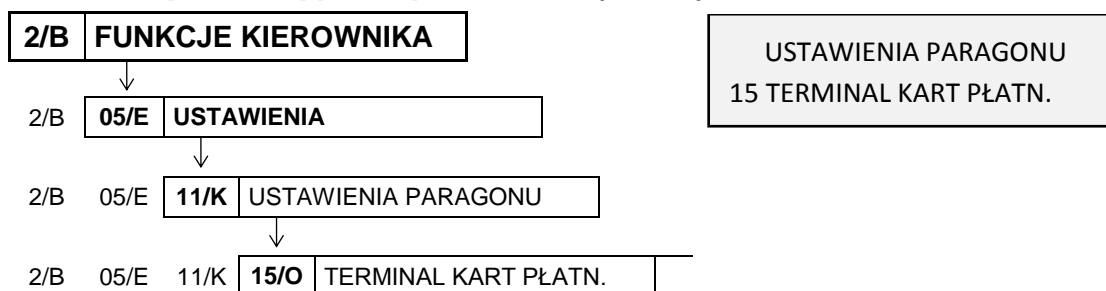 2/B FUNKCJE KIEROWNIKA
2/B 05/E USTAWIENIA
2/B 05/E 11/K USTAWIENIA PARAGONU
2/B 05/E 11/K 15/O TERMINAL KART PŁATN.
USTAWIENIA PARAGONU
15 TERMINAL KART PŁATN.